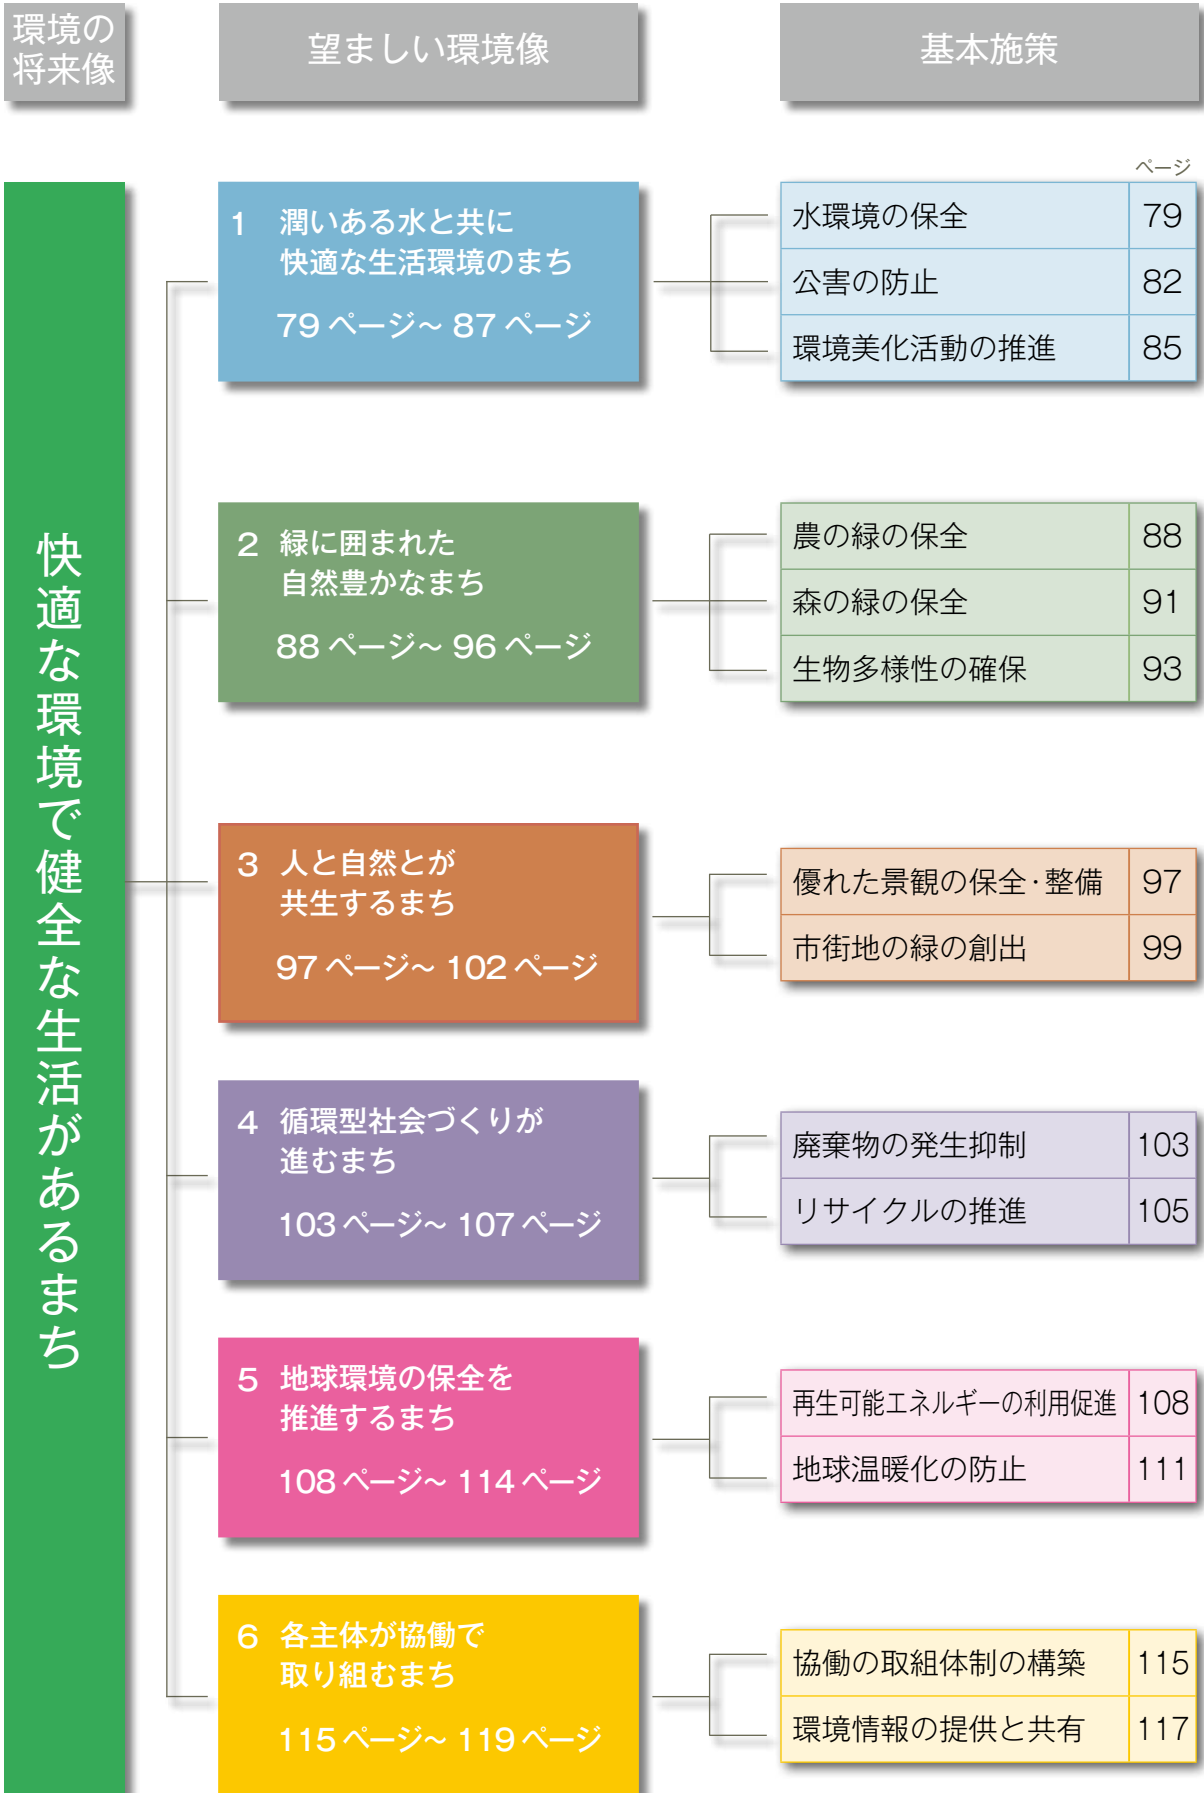 環境の
将来像
望ましい環境像
基本施策
快適な環境で健全な生活があるまち
ページ
1 潤いある水と共に
快適な生活環境のまち
79 ページ～ 87 ページ
水環境の保全 79
公害の防止 82
環境美化活動の推進 85
2 緑に囲まれた
自然豊かなまち
88 ページ～ 96 ページ
農の緑の保全 88
森の緑の保全 91
生物多様性の確保 93
3 人と自然とが
共生するまち
97 ページ～ 102 ページ
優れた景観の保全･整備 97
市街地の緑の創出 99
4 循環型社会づくりが
進むまち
103 ページ～ 107 ページ
廃棄物の発生抑制 103
リサイクルの推進 105
5 地球環境の保全を
推進するまち
108 ページ～ 114 ページ
再生可能エネルギーの利用促進 108
地球温暖化の防止 111
6 各主体が協働で
取り組むまち
115 ページ～ 119 ページ
協働の取組体制の構築 115
環境情報の提供と共有 117